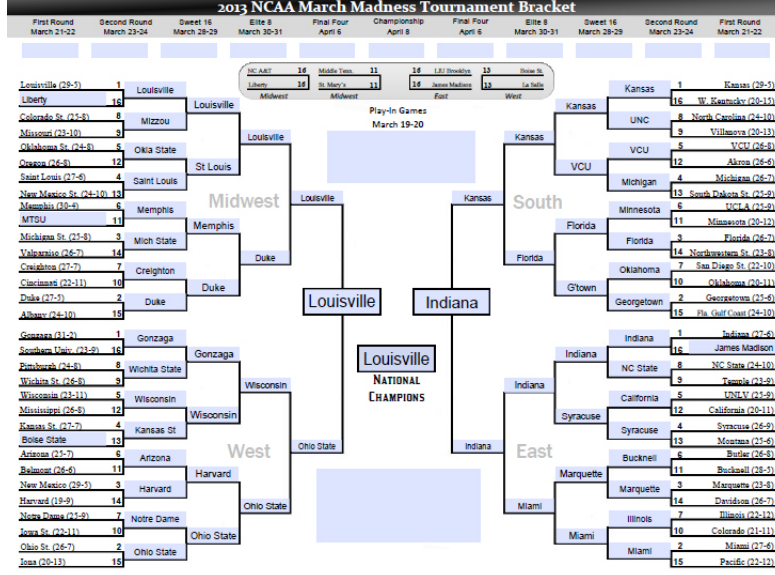 2013 NCAA March Madness Tournament Bracket
First Round Second Round Sweet 16 Elite 8 Final Four Championship Final Four Elite 8 Sweet 16 Second Round First Round
March 21-22 March 23-24 March 28-29 March 30-31 April 6 April 8 April 6 March 30-31 March 28-29 March 23-24 March 21-22
NC A&T 16 Middle Tenn. 11 16 LIU Brooklyn 13 Boise St.
Liberty 16 St. Mary's 11 16 James Madison 13 La Salle
Midwest Midwest East West
Play-In Games
March 19-20
Louisville (29-5) 1
Liberty 16
Colorado St. (25-8) 8
Missouri (23-10) 9
Oklahoma St. (24-8) 5
Oregon (26-8) 12
Saint Louis (27-6) 4
New Mexico St. (24-10) 13
Memphis (30-4) 6
MTSU 11
Michigan St. (25-8) 3
Valparaiso (26-7) 14
Creighton (27-7) 7
Cincinnati (22-11) 10
Duke (27-5) 2
Albany (24-10) 15
Louisville
Mizzou
Okla State
Saint Louis
Memphis
Mich State
Creighton
Duke
Louisville
St Louis
Memphis
Duke
Louisville
Duke
Louisville
Midwest
Gonzaga (31-2) 1
Southern Univ. (23-9) 16
Pittsburgh (24-8) 8
Wichita St. (26-8) 9
Wisconsin (23-11) 5
Mississippi (26-8) 12
Kansas St. (27-7) 4
Boise State 13
Arizona (25-7) 6
Belmont (26-6) 11
New Mexico (29-5) 3
Harvard (19-9) 14
Notre Dame (25-9) 7
Iowa St. (22-11) 10
Ohio St. (26-7) 2
Iona (20-13) 15
Gonzaga
Wichita State
Wisconsin
Kansas St
Arizona
Harvard
Notre Dame
Ohio State
Gonzaga
Wisconsin
Harvard
Ohio State
Wisconsin
Ohio State
Ohio State
West
Louisville
Indiana
Louisville
National
Champions
1 Kansas (29-5)
16 W. Kentucky (20-15)
8 North Carolina (24-10)
9 Villanova (20-13)
5 VCU (26-8)
12 Akron (26-6)
4 Michigan (26-7)
13 South Dakota St. (25-9)
6 UCLA (25-9)
11 Minnesota (20-12)
3 Florida (26-7)
14 Northwestern St. (23-8)
7 San Diego St. (22-10)
10 Oklahoma (20-11)
2 Georgetown (25-6)
15 Fla. Gulf Coast (24-10)
Kansas
UNC
VCU
Michigan
Minnesota
Florida
Oklahoma
Georgetown
Kansas
VCU
Florida
G'town
Kansas
Florida
Kansas
South
1 Indiana (27-6)
16 James Madison
8 NC State (24-10)
9 Temple (23-9)
5 UNLV (25-9)
12 California (20-11)
4 Syracuse (26-9)
13 Montana (25-6)
6 Butler (26-8)
11 Bucknell (28-5)
3 Marquette (23-8)
14 Davidson (26-7)
7 Illinois (22-12)
10 Colorado (21-11)
2 Miami (27-6)
15 Pacific (22-12)
Indiana
NC State
California
Syracuse
Bucknell
Marquette
Illinois
Miami
Indiana
Syracuse
Marquette
Miami
Indiana
Miami
Indiana
East